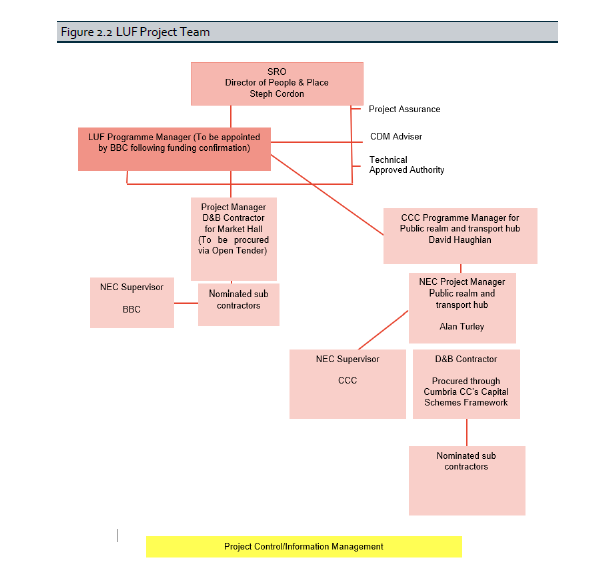 Figure 2.2 LUF Project Team
SRO
Director of People & Place
Steph Cordon
Project Assurance
CDM Adviser
Technical
Approved Authority
LUF Programme Manager (To be appointed
by BBC following funding confirmation)
Project Manager
D&B Contractor
for Market Hall
(To be procured
via Open Tender)
CCC Programme Manager for
Public realm and transport hub
David Haughian
NEC Supervisor
BBC
Nominated sub
contractors
NEC Project Manager
Public realm and
transport hub
Alan Turley
NEC Supervisor
CCC
D&B Contractor
Procured through
Cumbria CC's Capital
Schemes Framework
Nominated sub
contractors
Project Control/Information Management